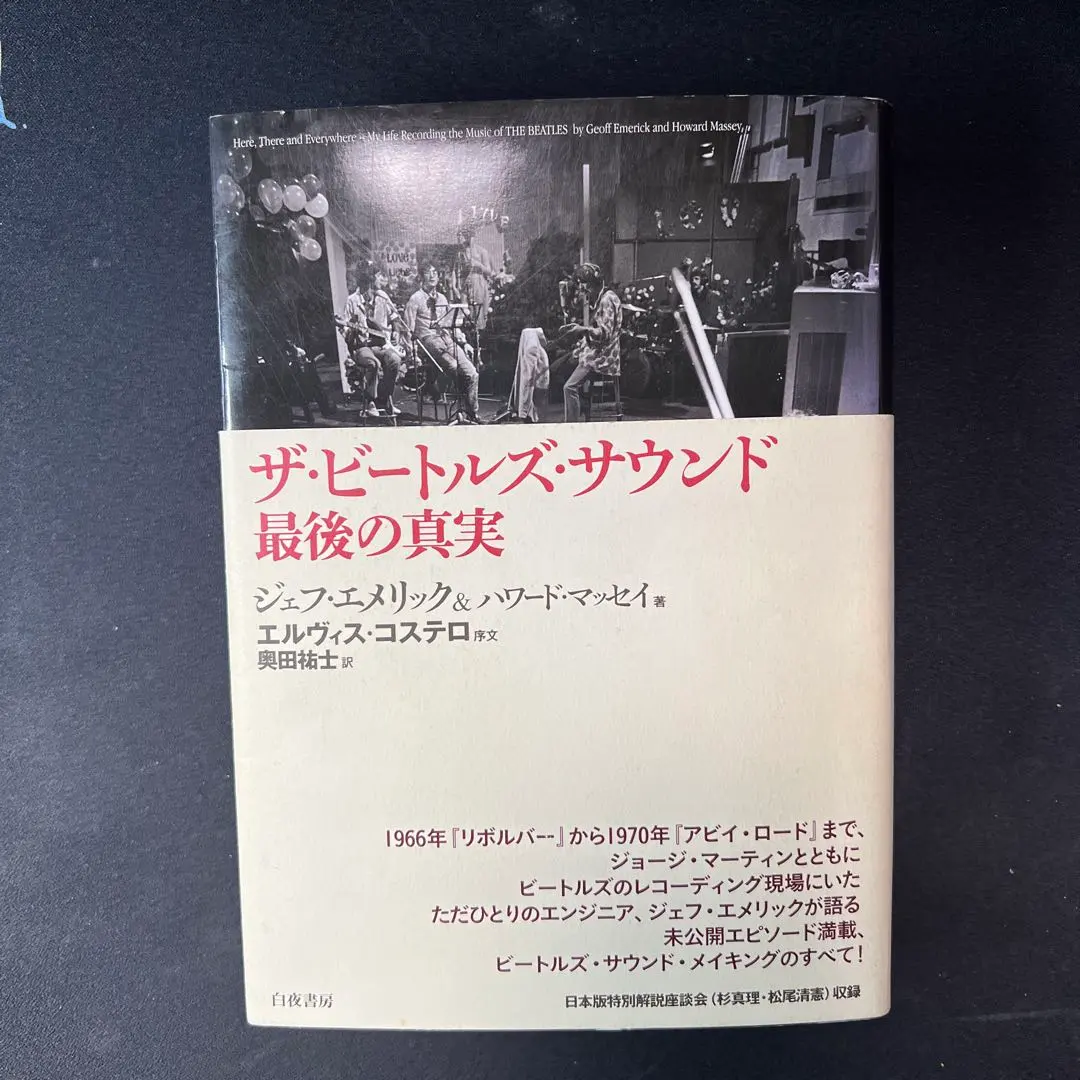 Here, There and Everywhere : My Life Recording the Music of THE BEATLES by Geoff Emerick and Howard Massey
LOVE
ザ・ビートルズ・サウンド
最後の真実
ジェフ・エメリック& ハワード・マッセイ 著
エルヴィス・コステロ 序文
奥田祐士 訳
1966年『リボルバー』から1970年『アビイ・ロード』まで、
ジョージ・マーティンとともに
ビートルズのレコーディング現場にいた
ただひとりのエンジニア、ジェフ・エメリックが語る
未公開エピソード満載、
ビートルズ・サウンド・メイキングのすべて!
白夜書房
日本版特別解説座談会(杉真理・松尾清憲)収録